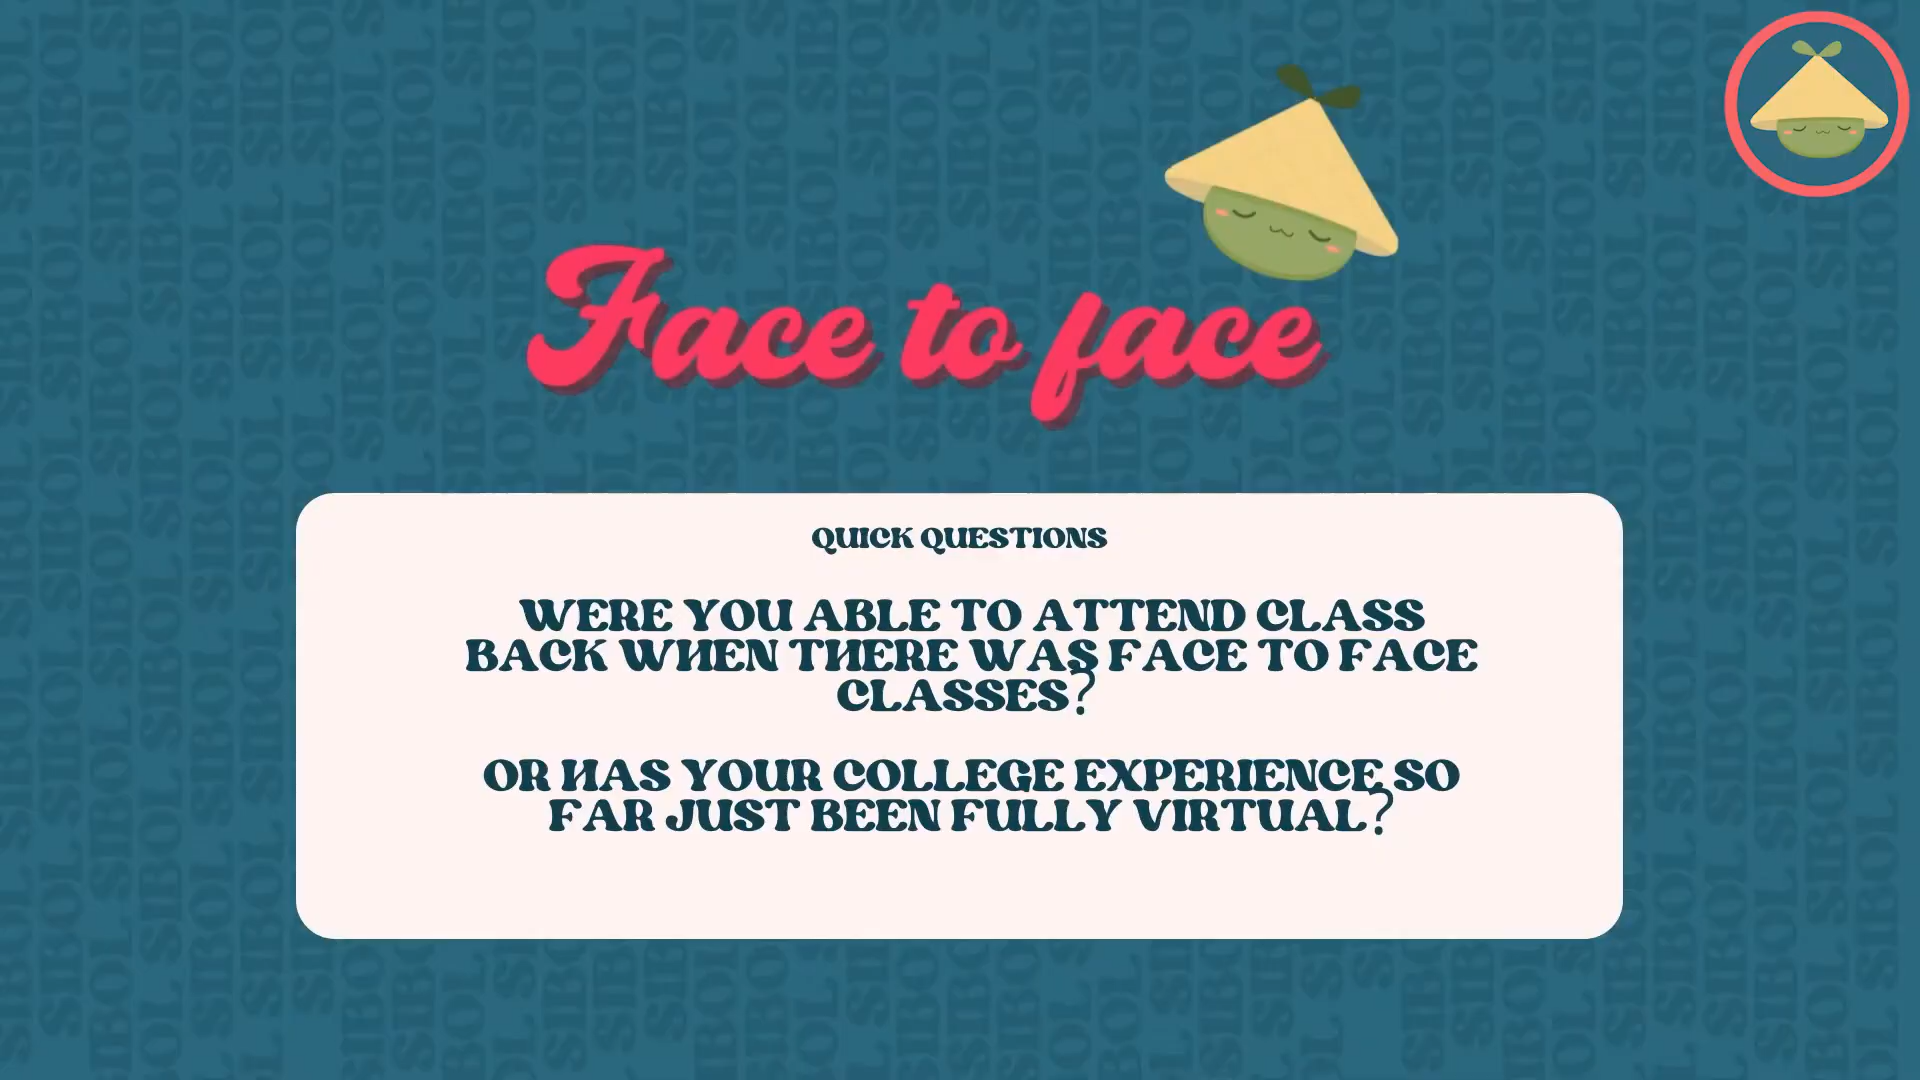 Face to face
QUICK QUESTIONS
WERE YOU ABLE TO ATTEND CLASS
BACK WHEN THERE WAS FACE TO FACE
CLASSES?
OR HAS YOUR COLLEGE EXPERIENCE SO
FAR JUST BEEN FULLY VIRTUAL?